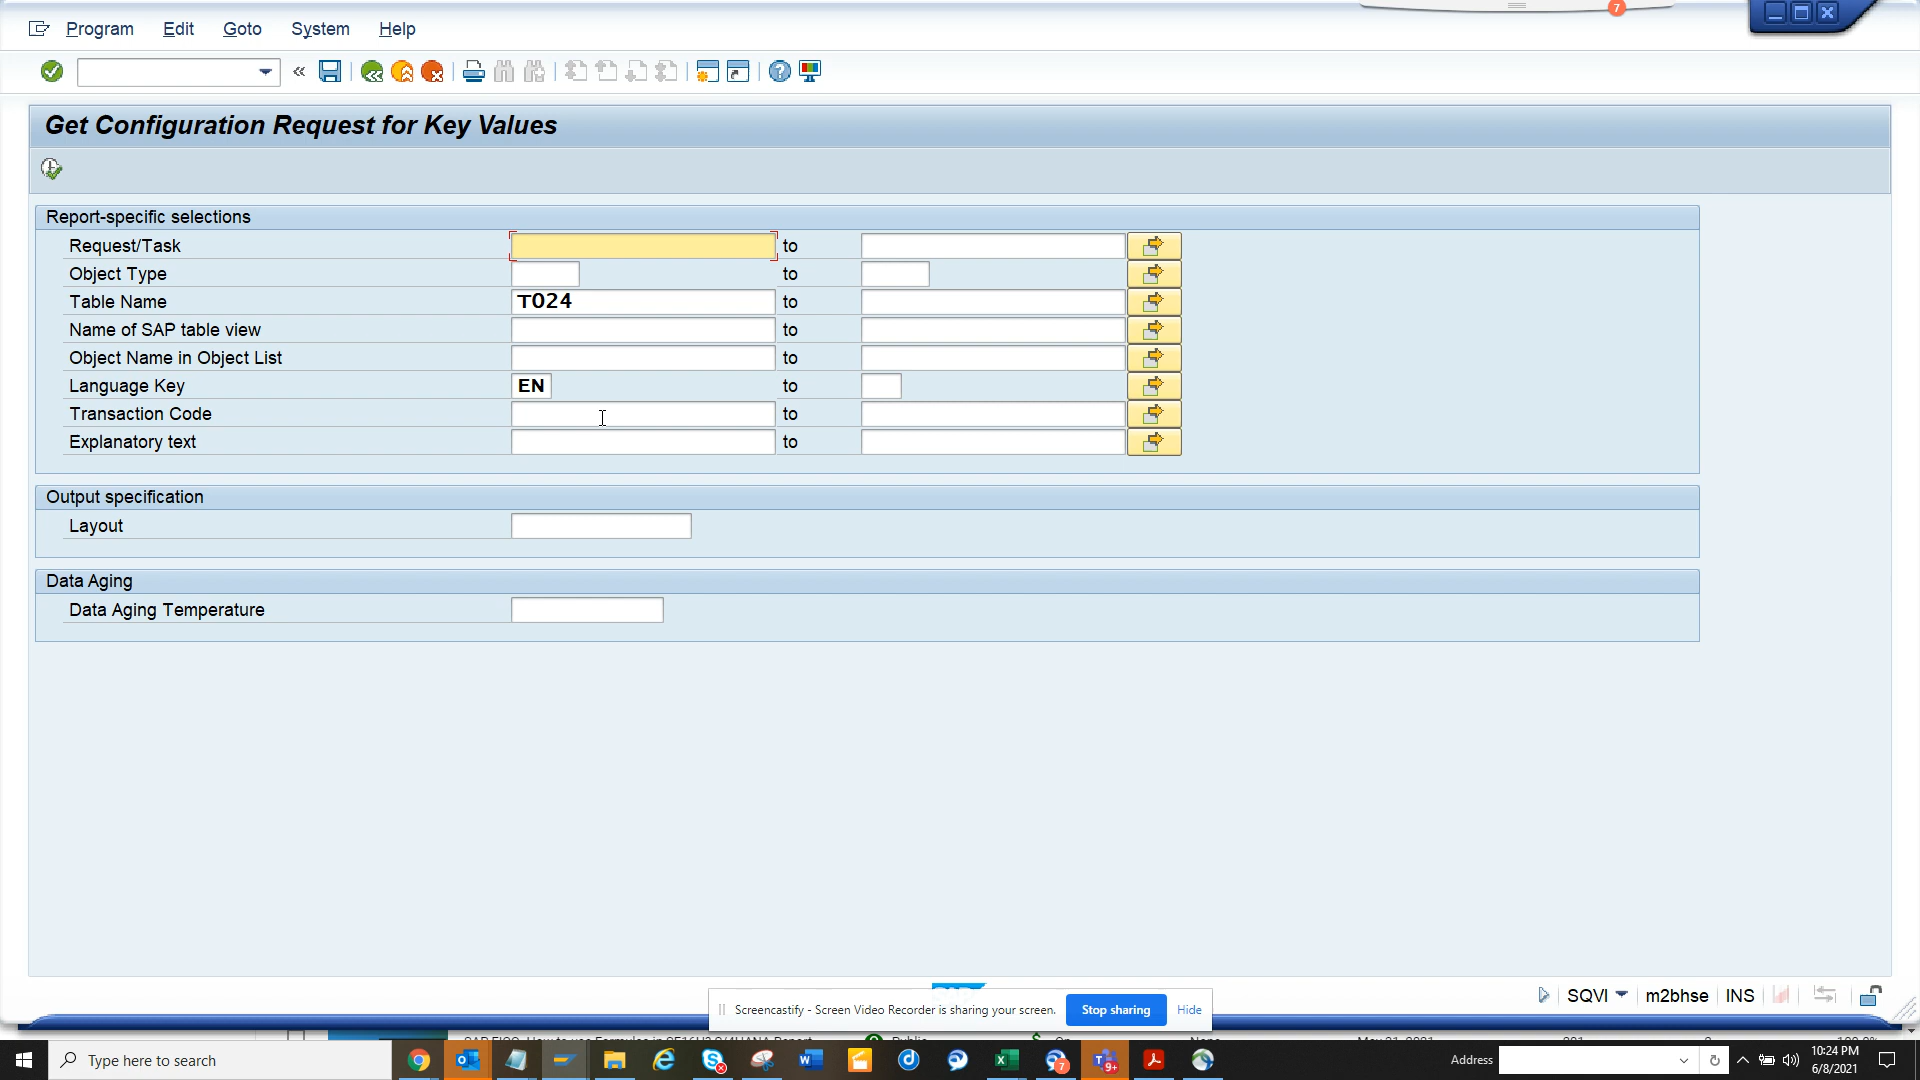 7
Program Edit Goto System Help
Get Configuration Request for Key Values
Report-specific selections
Request/Task to
Object Type to
Table Name T024 to
Name of SAP table view to
Object Name in Object List to
Language Key EN to
Transaction Code to
Explanatory text to
Output specification
Layout
Data Aging
Data Aging Temperature
SQVI m2bhse INS
Screencastify - Screen Video Recorder is sharing your screen. Stop sharing Hide
Type here to search
7
9+
Address
10:24 PM
6/8/2021